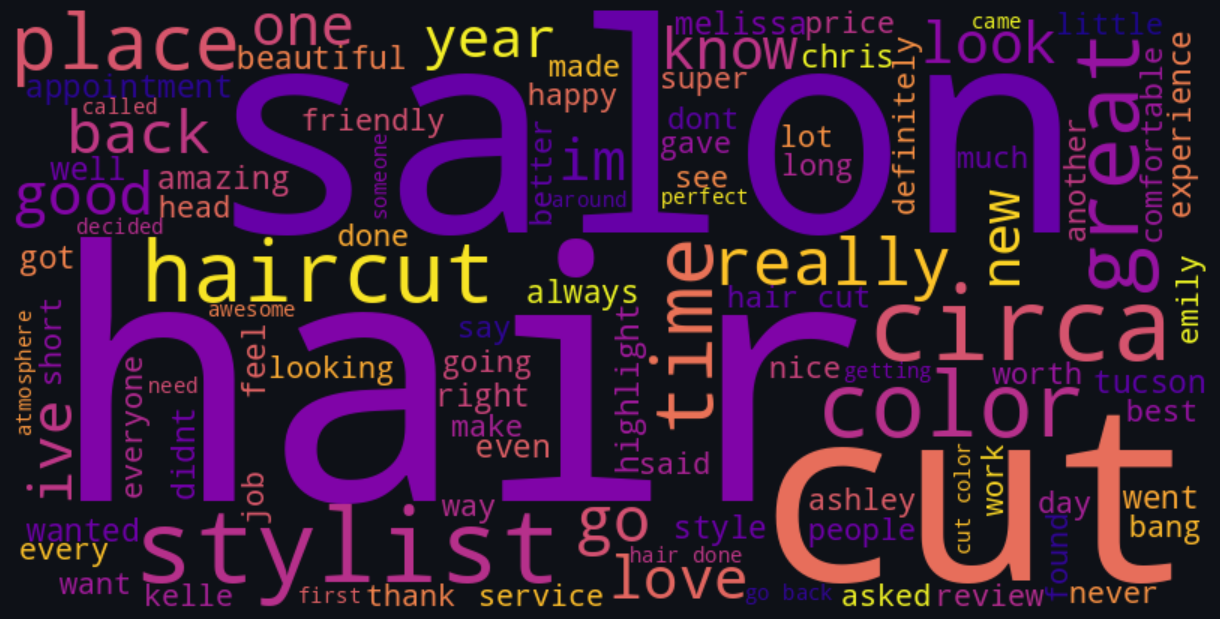 place
one
beautiful
year
melissa
price
came
little
know
chris
look
made
super
appointment
happy
called
back
friendly
salon
dont
gave
lot
long
definitely
much
great
comfortable
experience
another
well
good
amazing
head
someone
better
im
around
see
perfect
decided
done
new
got
haircut
always
time
really
emily
awesome
hair cut
circa
atmosphere
short
hair
say
looking
feel
going
highlight
nice
getting
worth
tucson
everyone
need
right
color
best
ive
didnt
make
even
said
cut
job
way
ashley
cut color
work
day
went
wanted
stylist
go
style
people
found
bang
every
hair done
want
kelle
first
thank
service
love
go back
asked
review
never